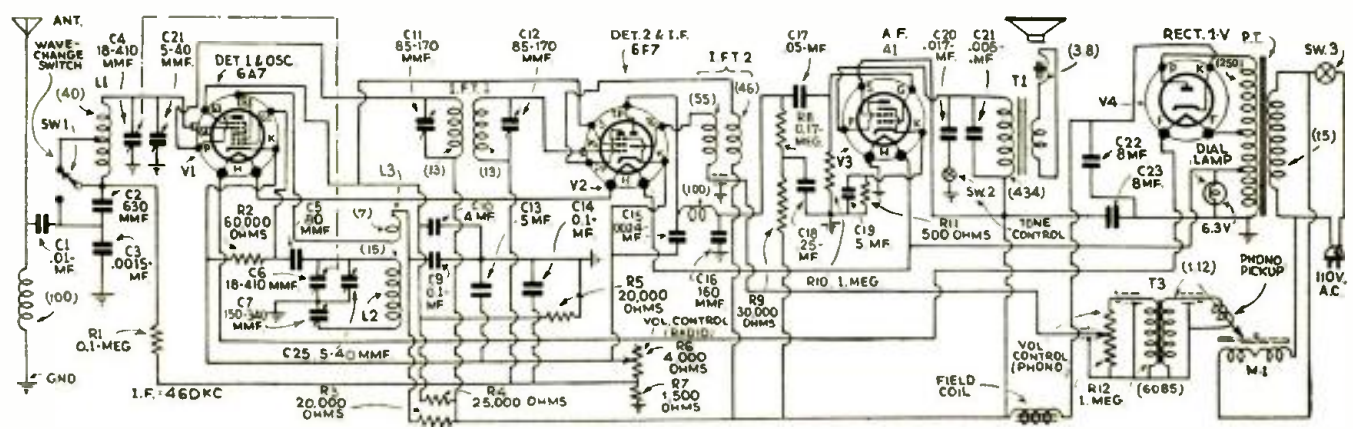 ANT.
WAVE-
CHANGE
SWITCH
L1
(40)
SW1
C4
18-410
MMF
C21
5-40
MMF.
DET 1 & OSC
6A7
V1
H
K
P
C2
630
MMF
C1
.01-
MF
C3
.0015-
MF
(100)
R1
0.1-MEG
GND
I.F.=460KC
R2
60,000
OHMS
C5
MMF
C6
18-410
MMF
C7
150-340
MMF
C25 5-40 MMF
L3
(7)
(15)
L2
R3
20,000
OHMS
R4
25,000 OHMS
C11
85-170
MMF
I.F.T. 1
C12
85-170
MMF
(13)
(13)
C9
0.1-
MF
C10
4 MF
C13
.5 MF
C14
0.1-
MF
R5
20,000
OHMS
VOL. CONTROL
(RADIO)
R6
4,000
OHMS
R7
1,500
OHMS
DET. 2 & I.F.
6F7
V2
H
I.F.T 2
(55)
(46)
(100)
C15
MF
C16
160
MMF
C17
.05-MF
R8
0.17-
MEG.
R9
30,000
OHMS
C18
.25-
MF
A.F.
41
S
G
P
K
V3
H
C19
5 MF
R10 .1 MEG
R11
500 OHMS
C20
.017-
MF
C21
.006-
MF
SW.2
TONE
CONTROL
T1
(434)
(3.8)
RECT. 1-V
P
K
V4
P.T.
(250)
SW.3
(15)
C22
8MF
C23
8MF.
DIAL
LAMP
6.3V
110V.
A.C.
PHONO
PICKUP
T3
(112)
VOL
CONTROL
(PHONO)
R12
.1 MEG
(6085)
M-1
FIELD
COIL